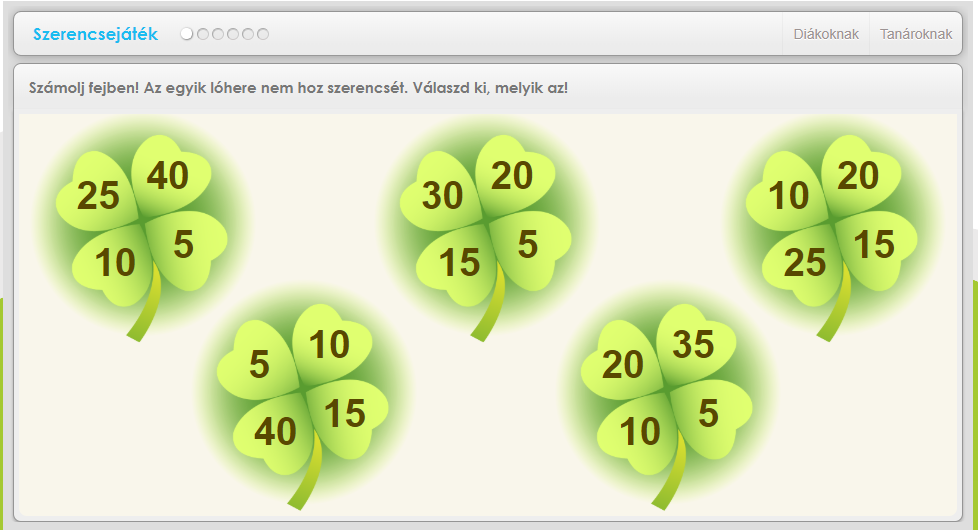 Szerencsejáték
Diákoknak
Tanároknak
Számolj fejben! Az egyik lóhere nem hoz szerencsét. Válaszd ki, melyik az!
25 40
10 5
30 20
15 5
10 20
25 15
5 10
40 15
20 35
10 5